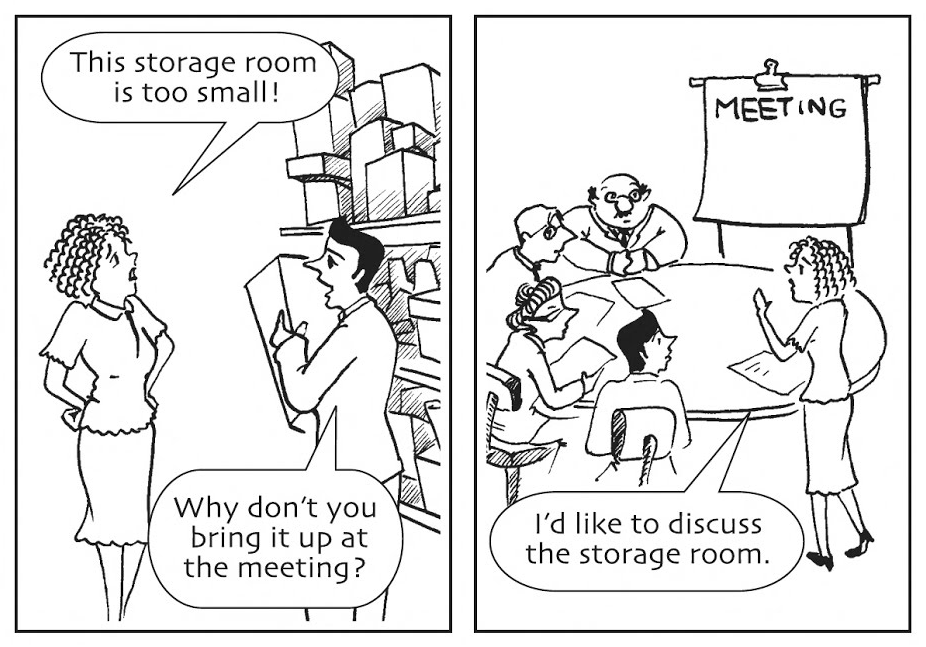 This storage room
is too small!
Why don't you
bring it up at
the meeting?
MEETING
I'd like to discuss
the storage room.